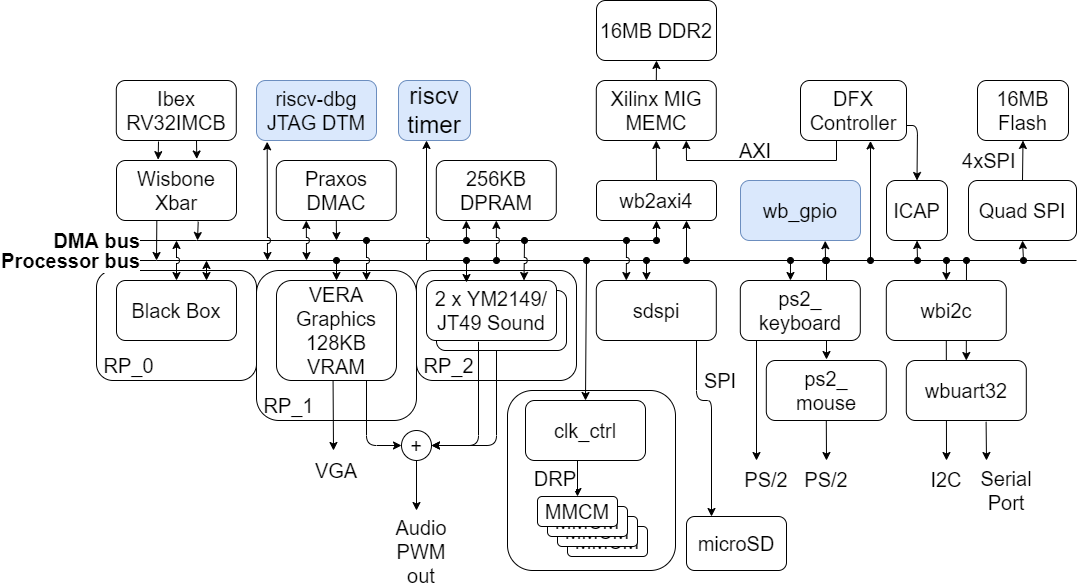 16MB DDR2
Ibex
RV32IMCB
riscv-dbg
JTAG DTM
riscv
timer
Xilinx MIG
MEMC
DFX
Controller
16MB
Flash
AXI
4xSPI
Wisbone
Xbar
Praxos
DMAC
256KB
DPRAM
wb2axi4
wb_gpio
ICAP
Quad SPI
DMA bus
Processor bus
Black Box
VERA
Graphics
128KB
VRAM
2 x YM2149/
JT49 Sound
sdspi
ps2_
keyboard
wbi2c
RP_0
RP_1
RP_2
SPI
ps2_
mouse
wbuart32
clk_ctrl
+
VGA
DRP
PS/2
PS/2
I2C
Serial
Port
MMCM
Audio
PWM
out
microSD